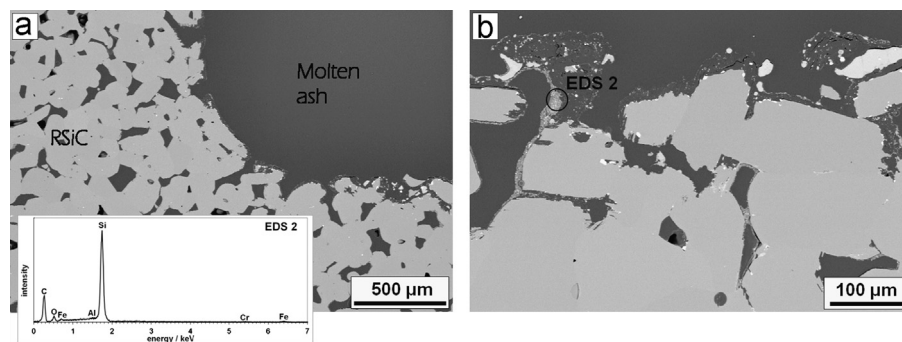 a
Molten
ash
RSiC
EDS 2
Si
C
O
Fe
Al
Cr
Fe
intensity
0 1 2 3 4 5 6 7
energy / keV
500 µm
b
EDS 2
100 µm